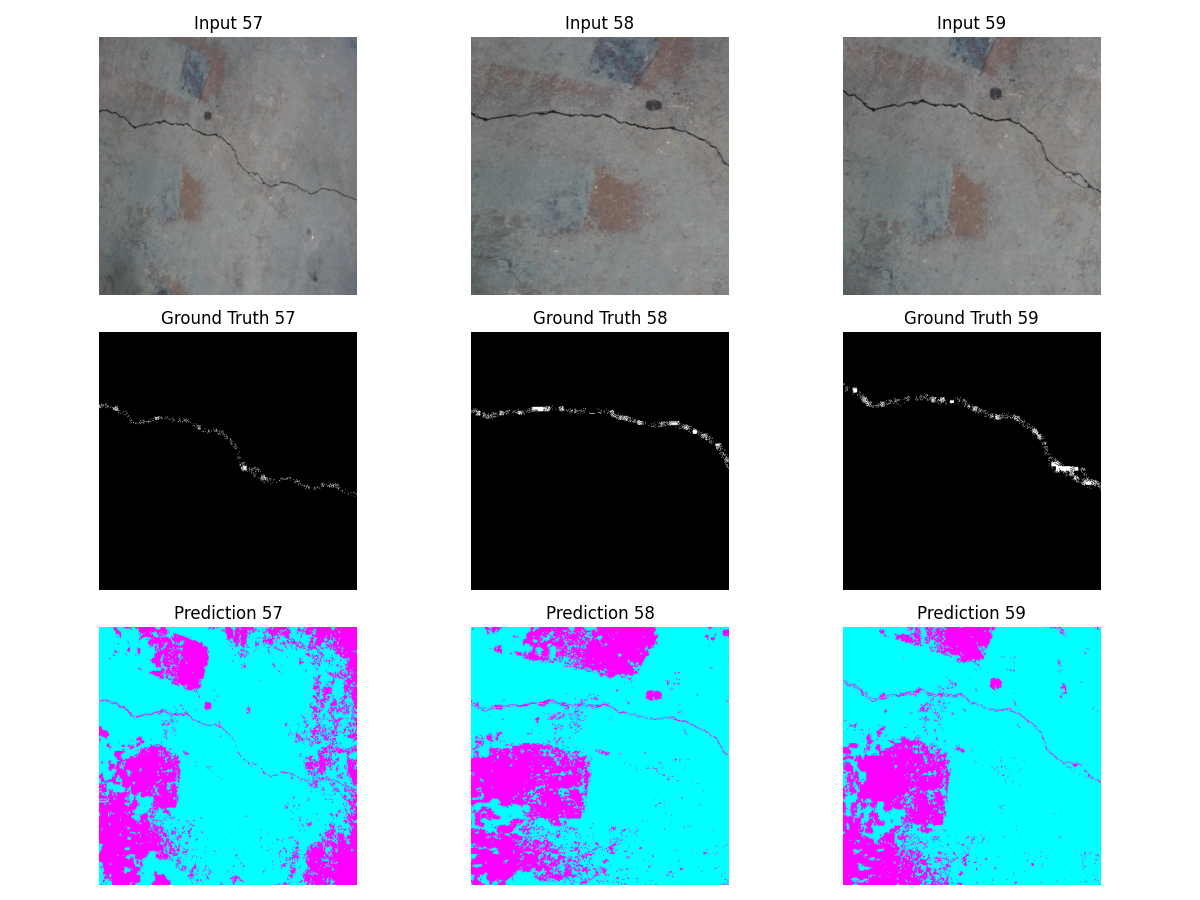 Input 57
Input 58
Input 59
Ground Truth 57
Ground Truth 58
Ground Truth 59
Prediction 57
Prediction 58
Prediction 59